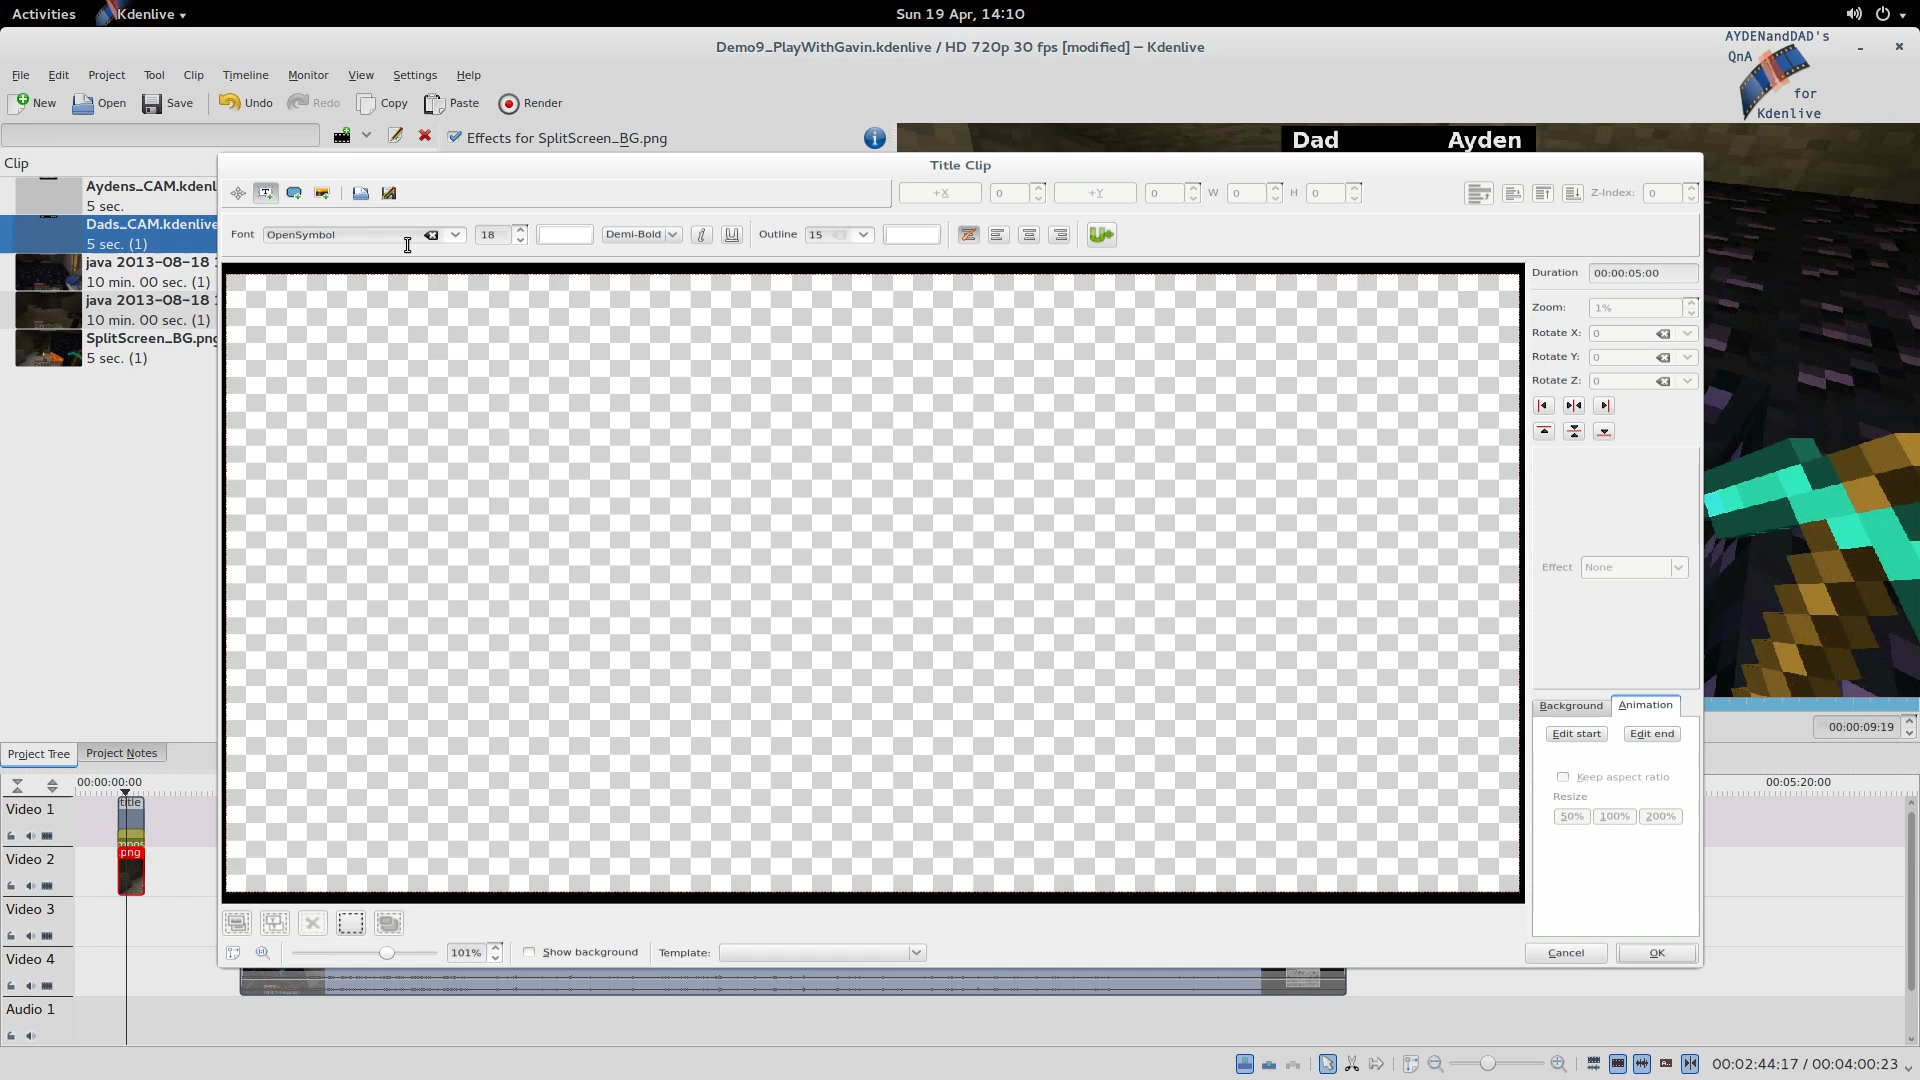 Activities
Kdenlive
Sun 19 Apr, 14:10
Demo9_PlayWithGavin.kdenlive / HD 720p 30 fps [modified] – Kdenlive
AYDENandDAD's
QnA
for
Kdenlive
File Edit Project Tool Clip Timeline Monitor View Settings Help
New Open Save Undo Redo Copy Paste Render
Effects for SplitScreen_BG.png
Dad Ayden
Clip
Title Clip
Aydens_CAM.kdenl
5 sec.
Dads_CAM.kdenlive
5 sec. (1)
java 2013-08-18
10 min. 00 sec. (1)
java 2013-08-18
10 min. 00 sec. (1)
SplitScreen_BG.png
5 sec. (1)
+X 0 +Y 0 W 0 H 0 Z-Index: 0
Font OpenSymbol 18 Demi-Bold i U Outline 15
Duration 00:00:05:00
Zoom: 1%
Rotate X: 0
Rotate Y: 0
Rotate Z: 0
Effect None
Background Animation
Edit start Edit end
Keep aspect ratio
Resize
50% 100% 200%
00:00:09:19
101% Show background Template: Cancel OK
Project Tree Project Notes
00:00:00:00 00:05:20:00
Video 1
title
Video 2
.png
Video 3
Video 4
Audio 1
00:02:44:17 / 00:04:00:23